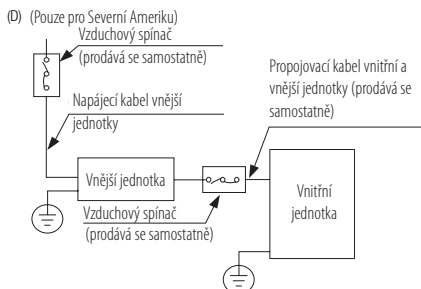 (D) (Pouze pro Severní Ameriku)
Vzduchový spínač
(prodává se samostatně)
Propojovací kabel vnitřní a
vnější jednotky (prodává se
samostatně)
Napájecí kabel vnější
jednotky
Vnější jednotka
Vnitřní
jednotka
Vzduchový spínač
(prodává se samostatně)